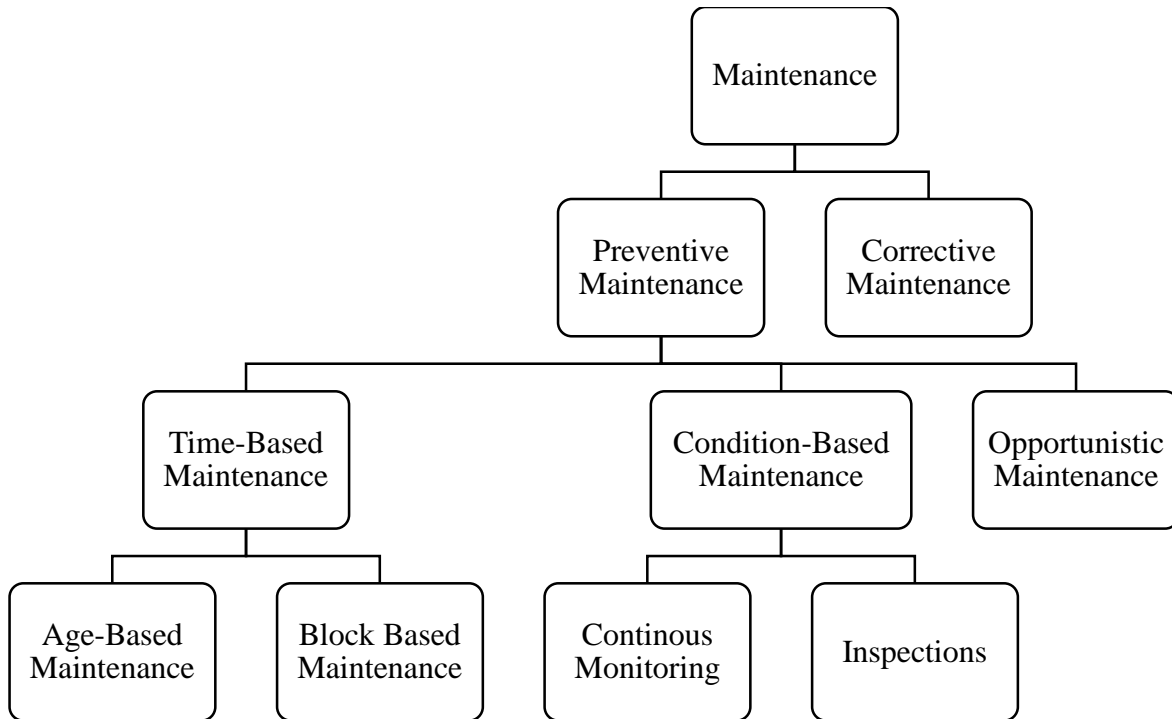 Maintenance
Preventive
Maintenance
Corrective
Maintenance
Time-Based
Maintenance
Condition-Based
Maintenance
Opportunistic
Maintenance
Age-Based
Maintenance
Block Based
Maintenance
Continous
Monitoring
Inspections